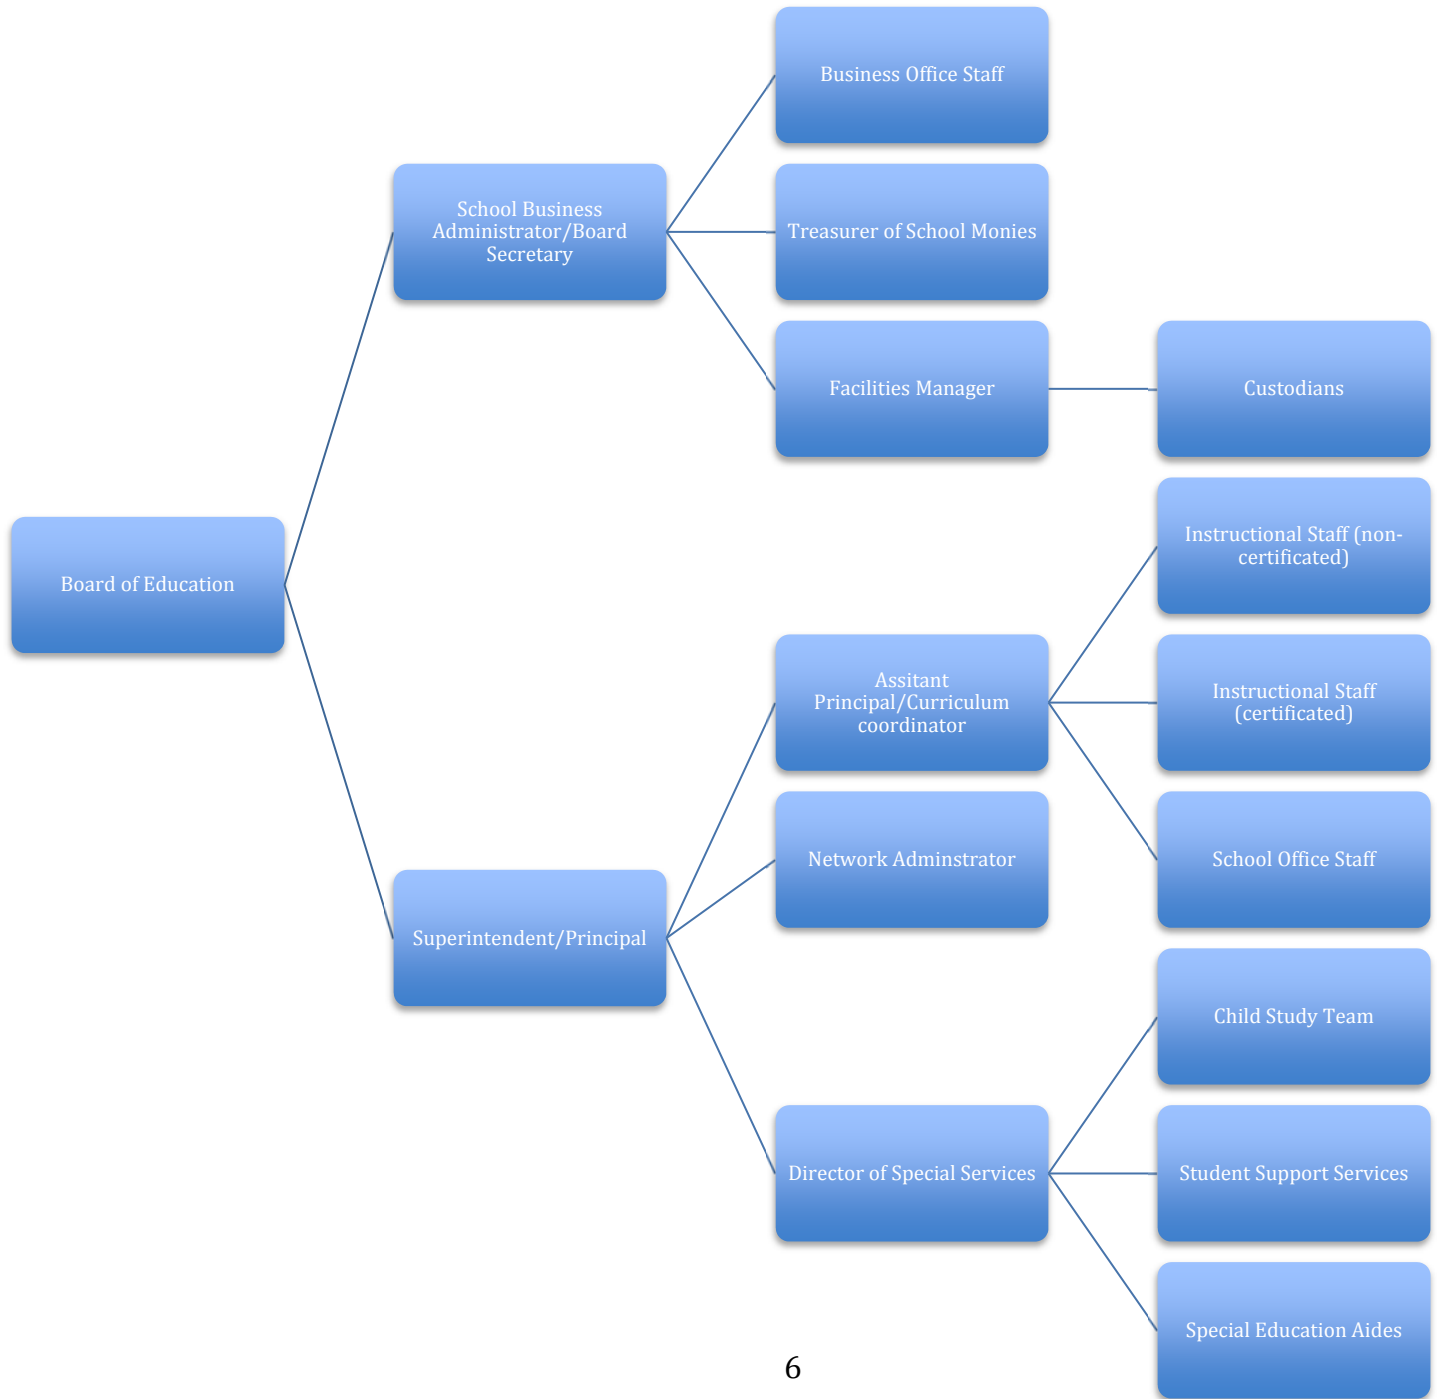 Business Office Staff
School Business
Administrator/Board
Secretary
Treasurer of School Monies
Facilities Manager
Custodians
Board of Education
Instructional Staff (non-
certificated)
Assitant
Principal/Curriculum
coordinator
Instructional Staff
(certificated)
Network Adminstrator
School Office Staff
Superintendent/Principal
Child Study Team
Director of Special Services
Student Support Services
Special Education Aides
6